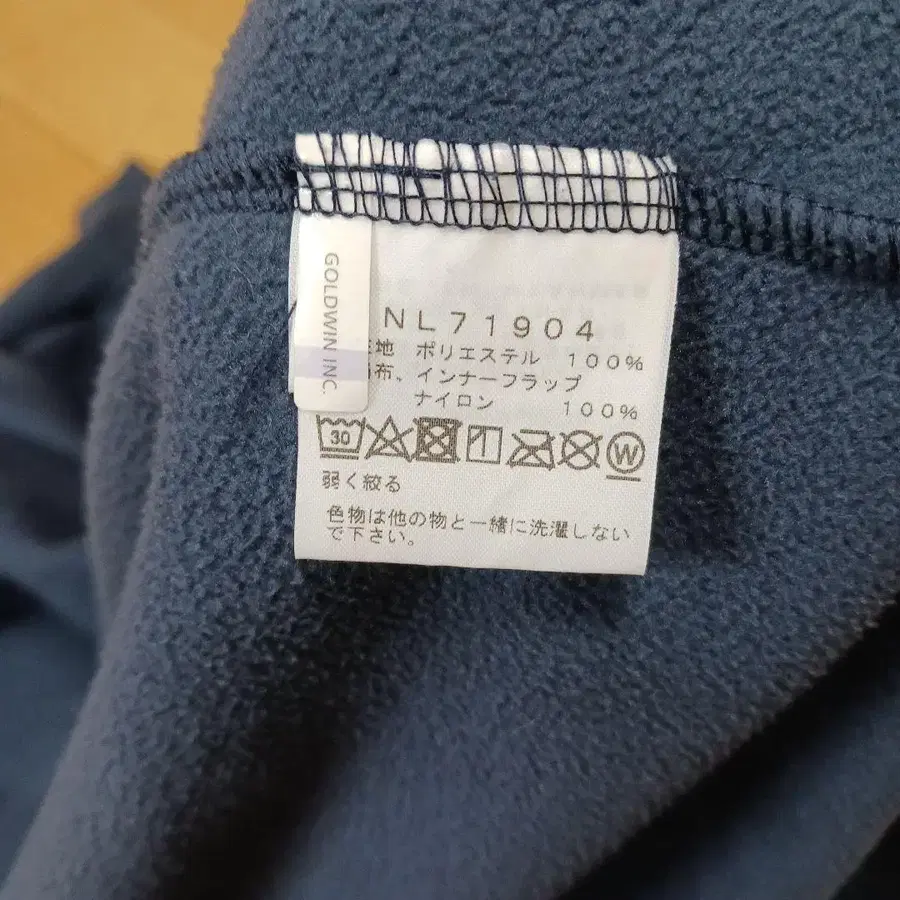 GOLDWIN INC.
NL71904
地 ポリエステル 100%
布、インナーフラップ
ナイロン 100%
30
W
弱く絞る
色物は他の物と一緒に洗濯しない
で下さい。